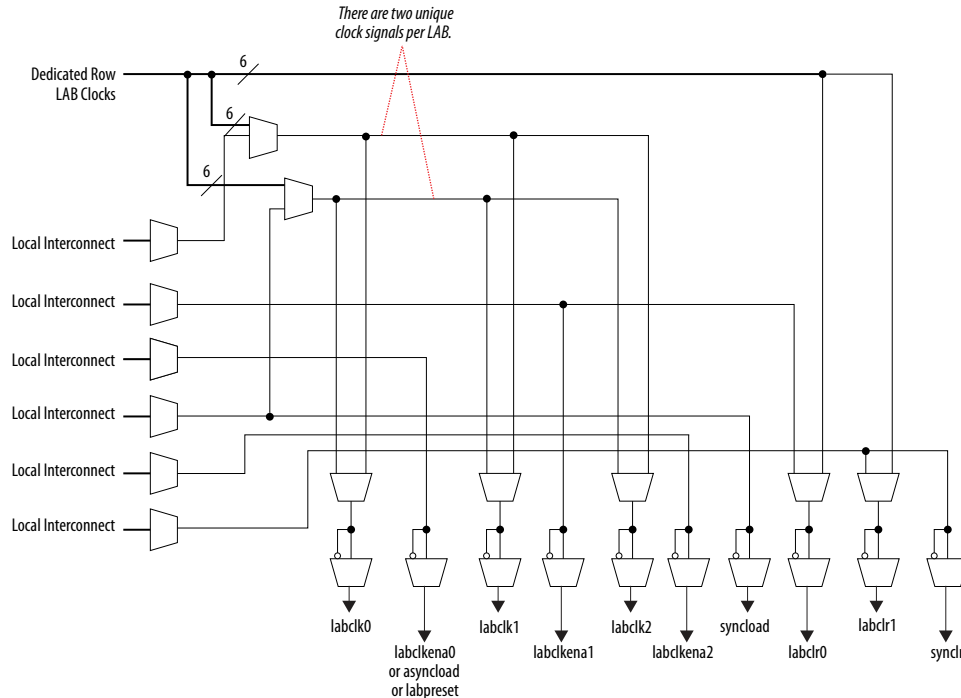 There are two unique
clock signals per LAB.
6
Dedicated Row
LAB Clocks
6
6
Local Interconnect
Local Interconnect
Local Interconnect
Local Interconnect
Local Interconnect
Local Interconnect
labclk0
labclk1
labclk2
syncload
labclr1
labclkena0
or asyncload
or labpreset
labclkena1
labclkena2
labclr0
synclr